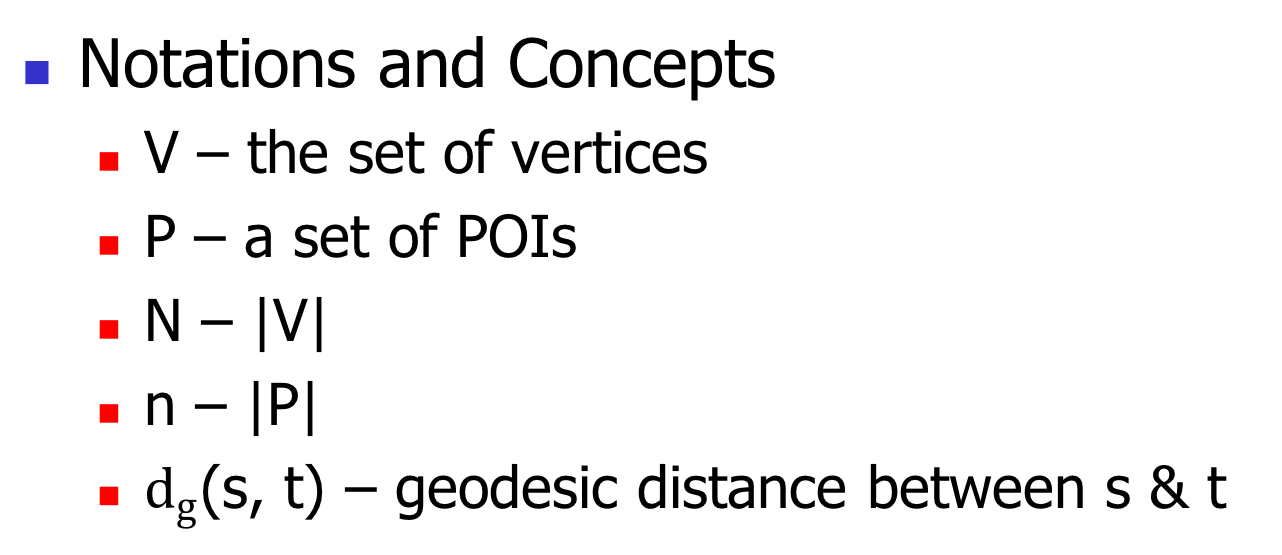 Notations and Concepts
V – the set of vertices
P – a set of POIs
N – |V|
n – |P|
dg(s, t) – geodesic distance between s & t